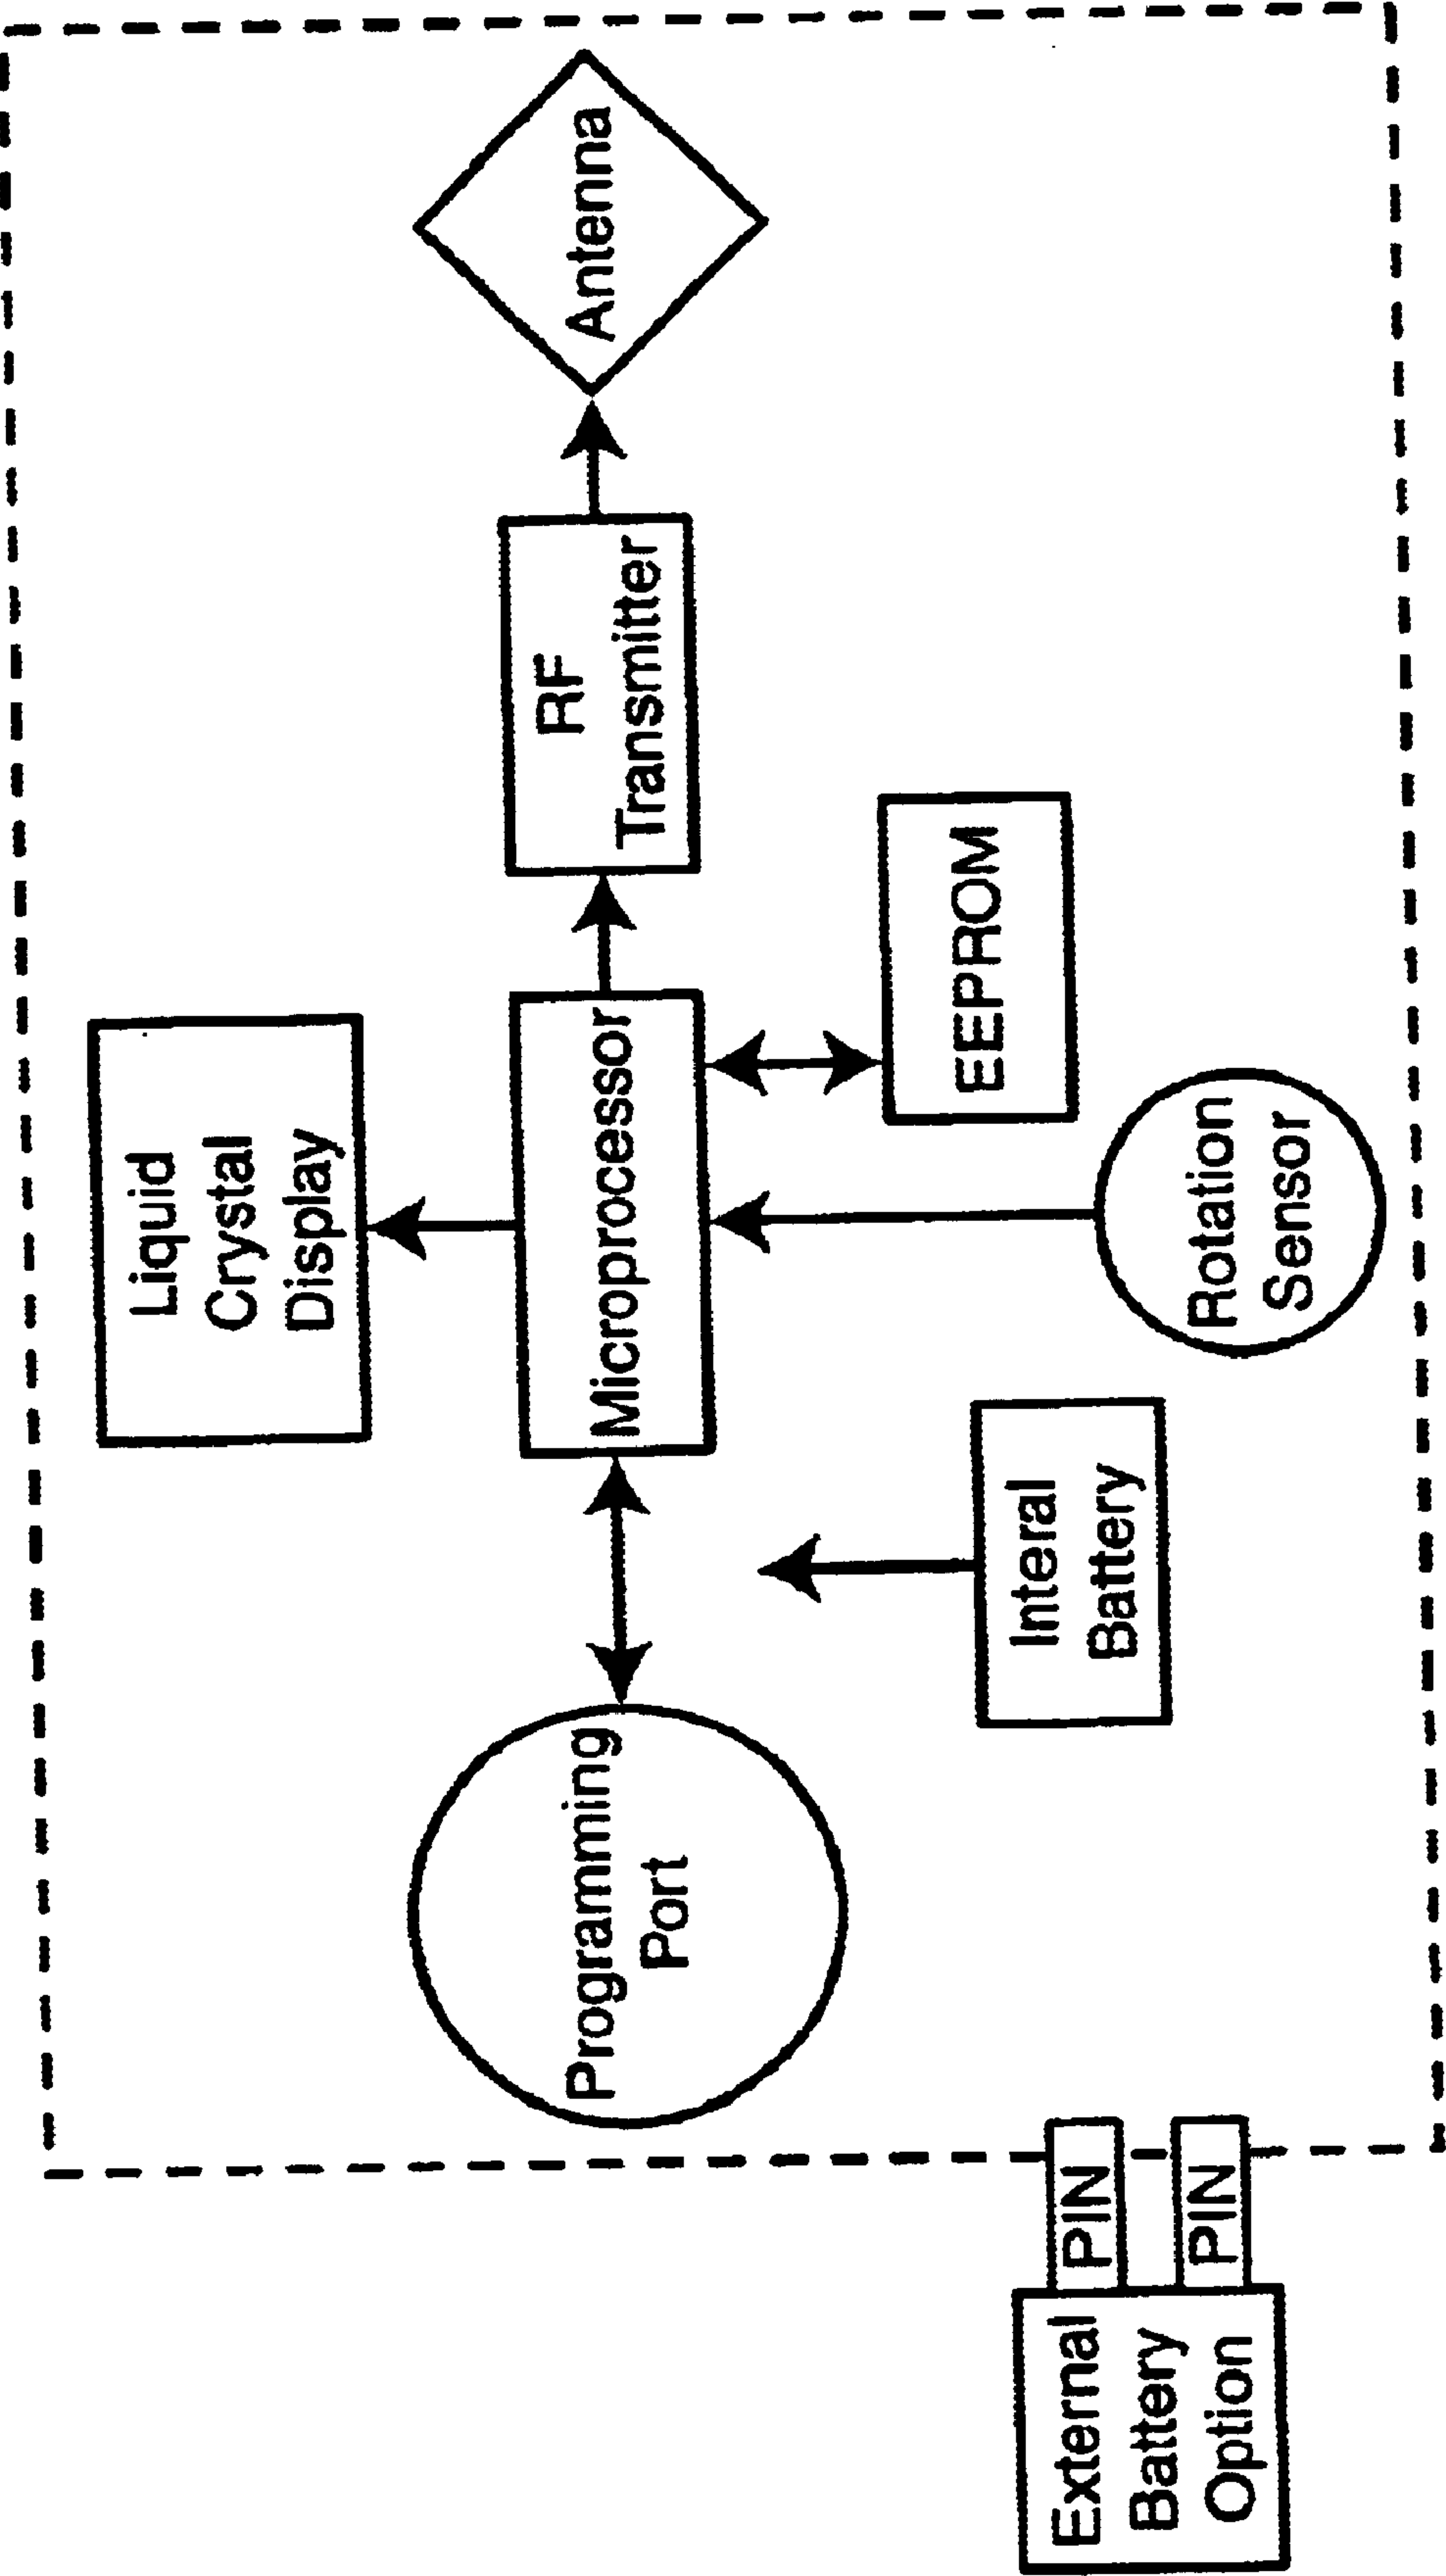 Liquid
Crystal
Display
Programming
Port
Microprocessor
RF
Transmitter
Antenna
Interal
Battery
EEPROM
Rotation
Sensor
External
Battery
Option
PIN
PIN